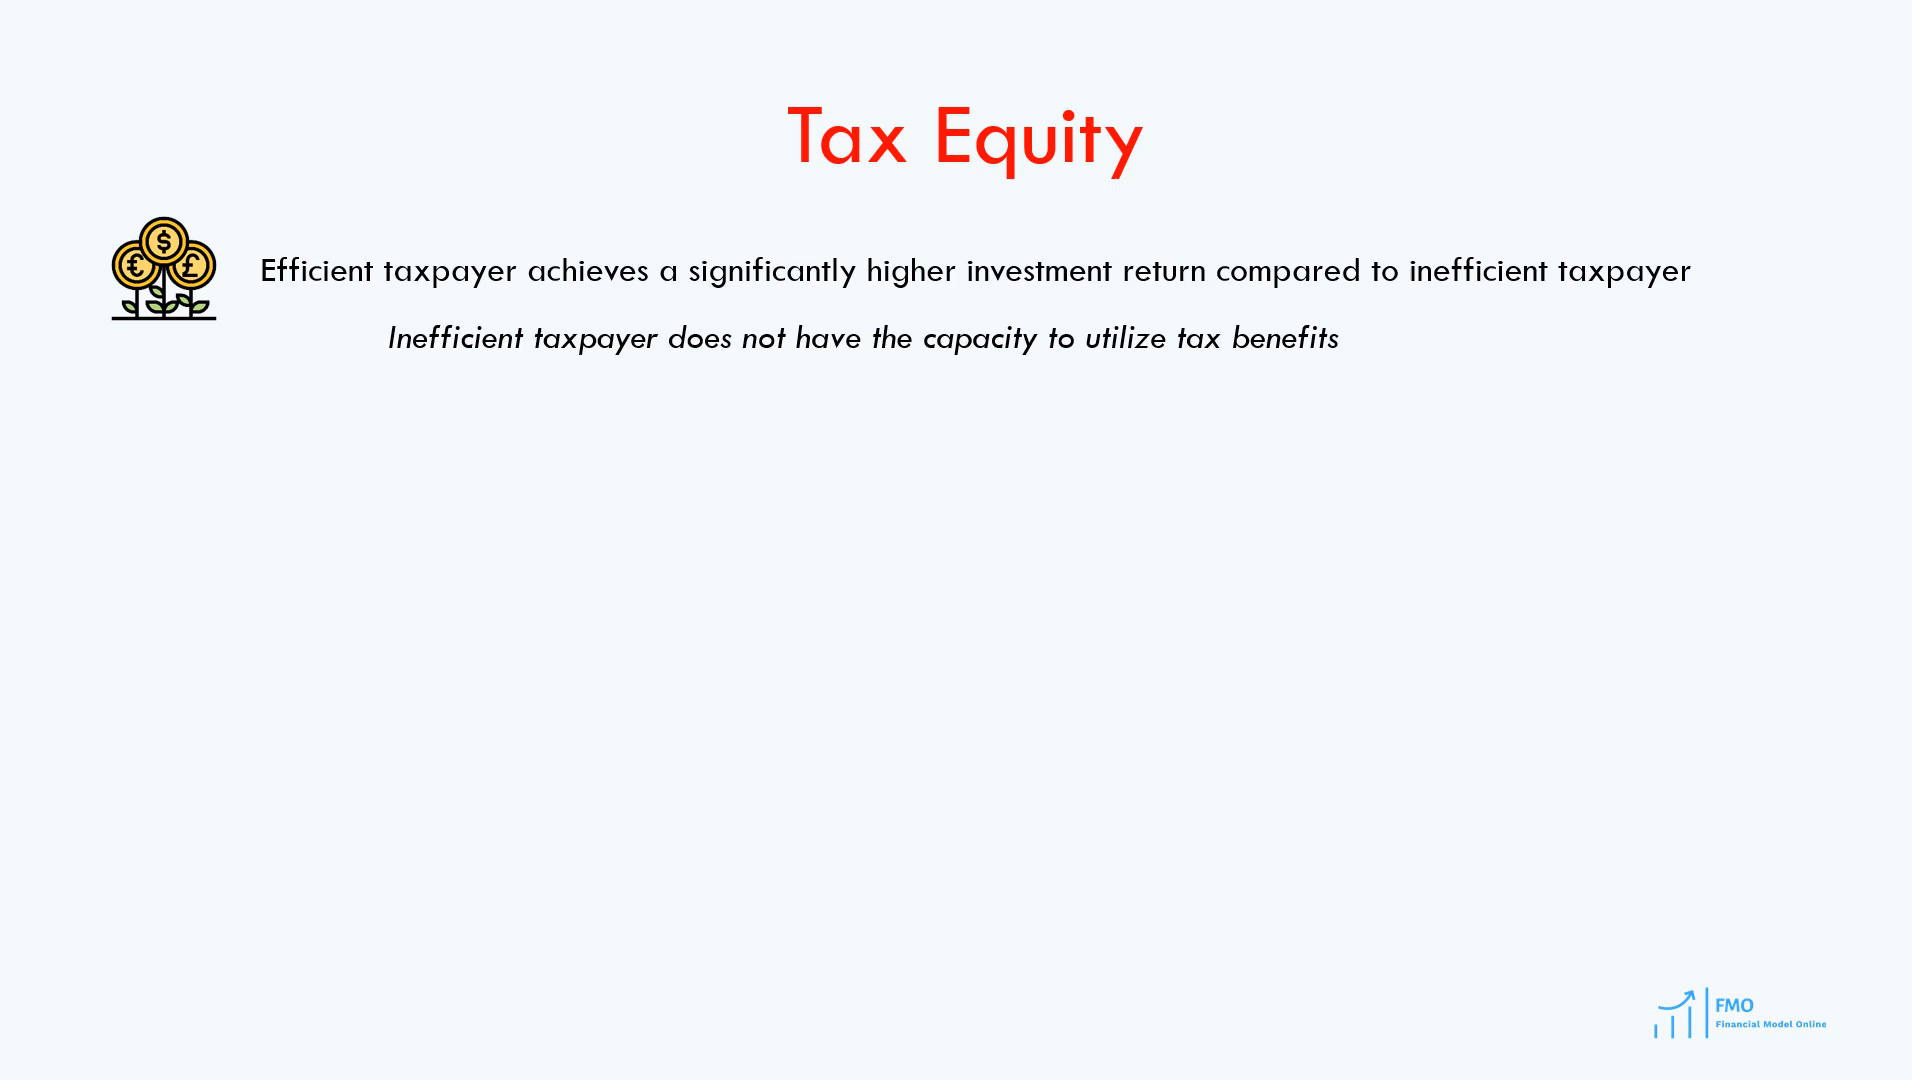 Tax Equity
€ $ £
Efficient taxpayer achieves a significantly higher investment return compared to inefficient taxpayer
Inefficient taxpayer does not have the capacity to utilize tax benefits
FMO
Financial Model Online